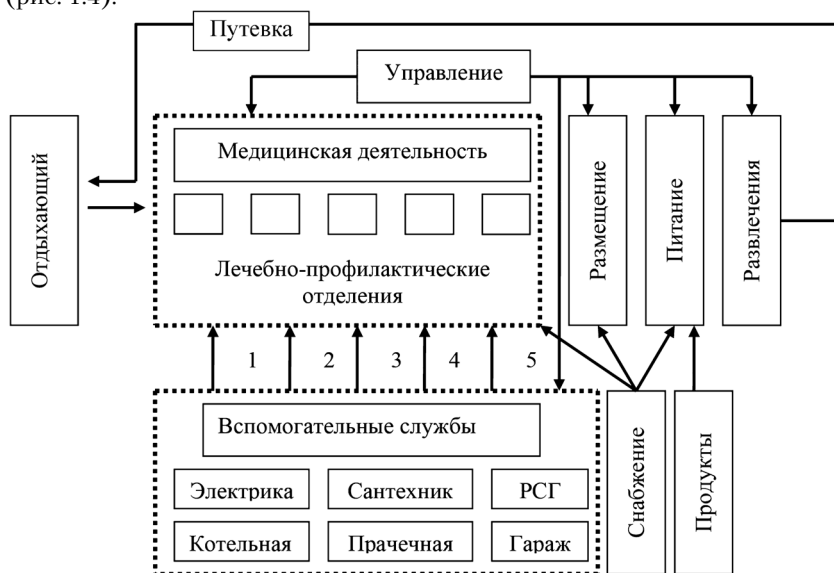 (рис. 1.4).
Путевка
Управление
Отдыхающий
Медицинская деятельность
Лечебно-профилактические
отделения
Размещение
Питание
Развлечения
1
2
3
4
5
Вспомогательные службы
Электрика
Сантехник
РСГ
Котельная
Прачечная
Гараж
Снабжение
Продукты